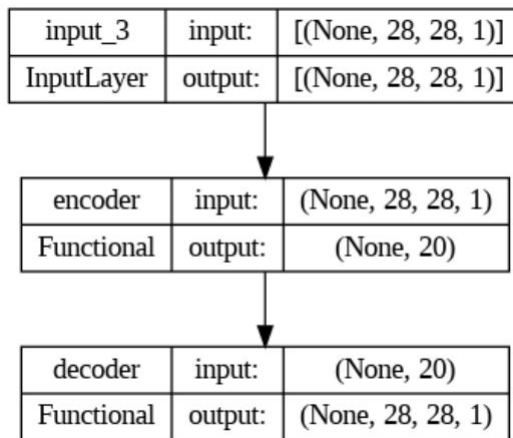 input_3 input: [(None, 28, 28, 1)]
InputLayer output: [(None, 28, 28, 1)]
encoder input: (None, 28, 28, 1)
Functional output: (None, 20)
decoder input: (None, 20)
Functional output: (None, 28, 28, 1)